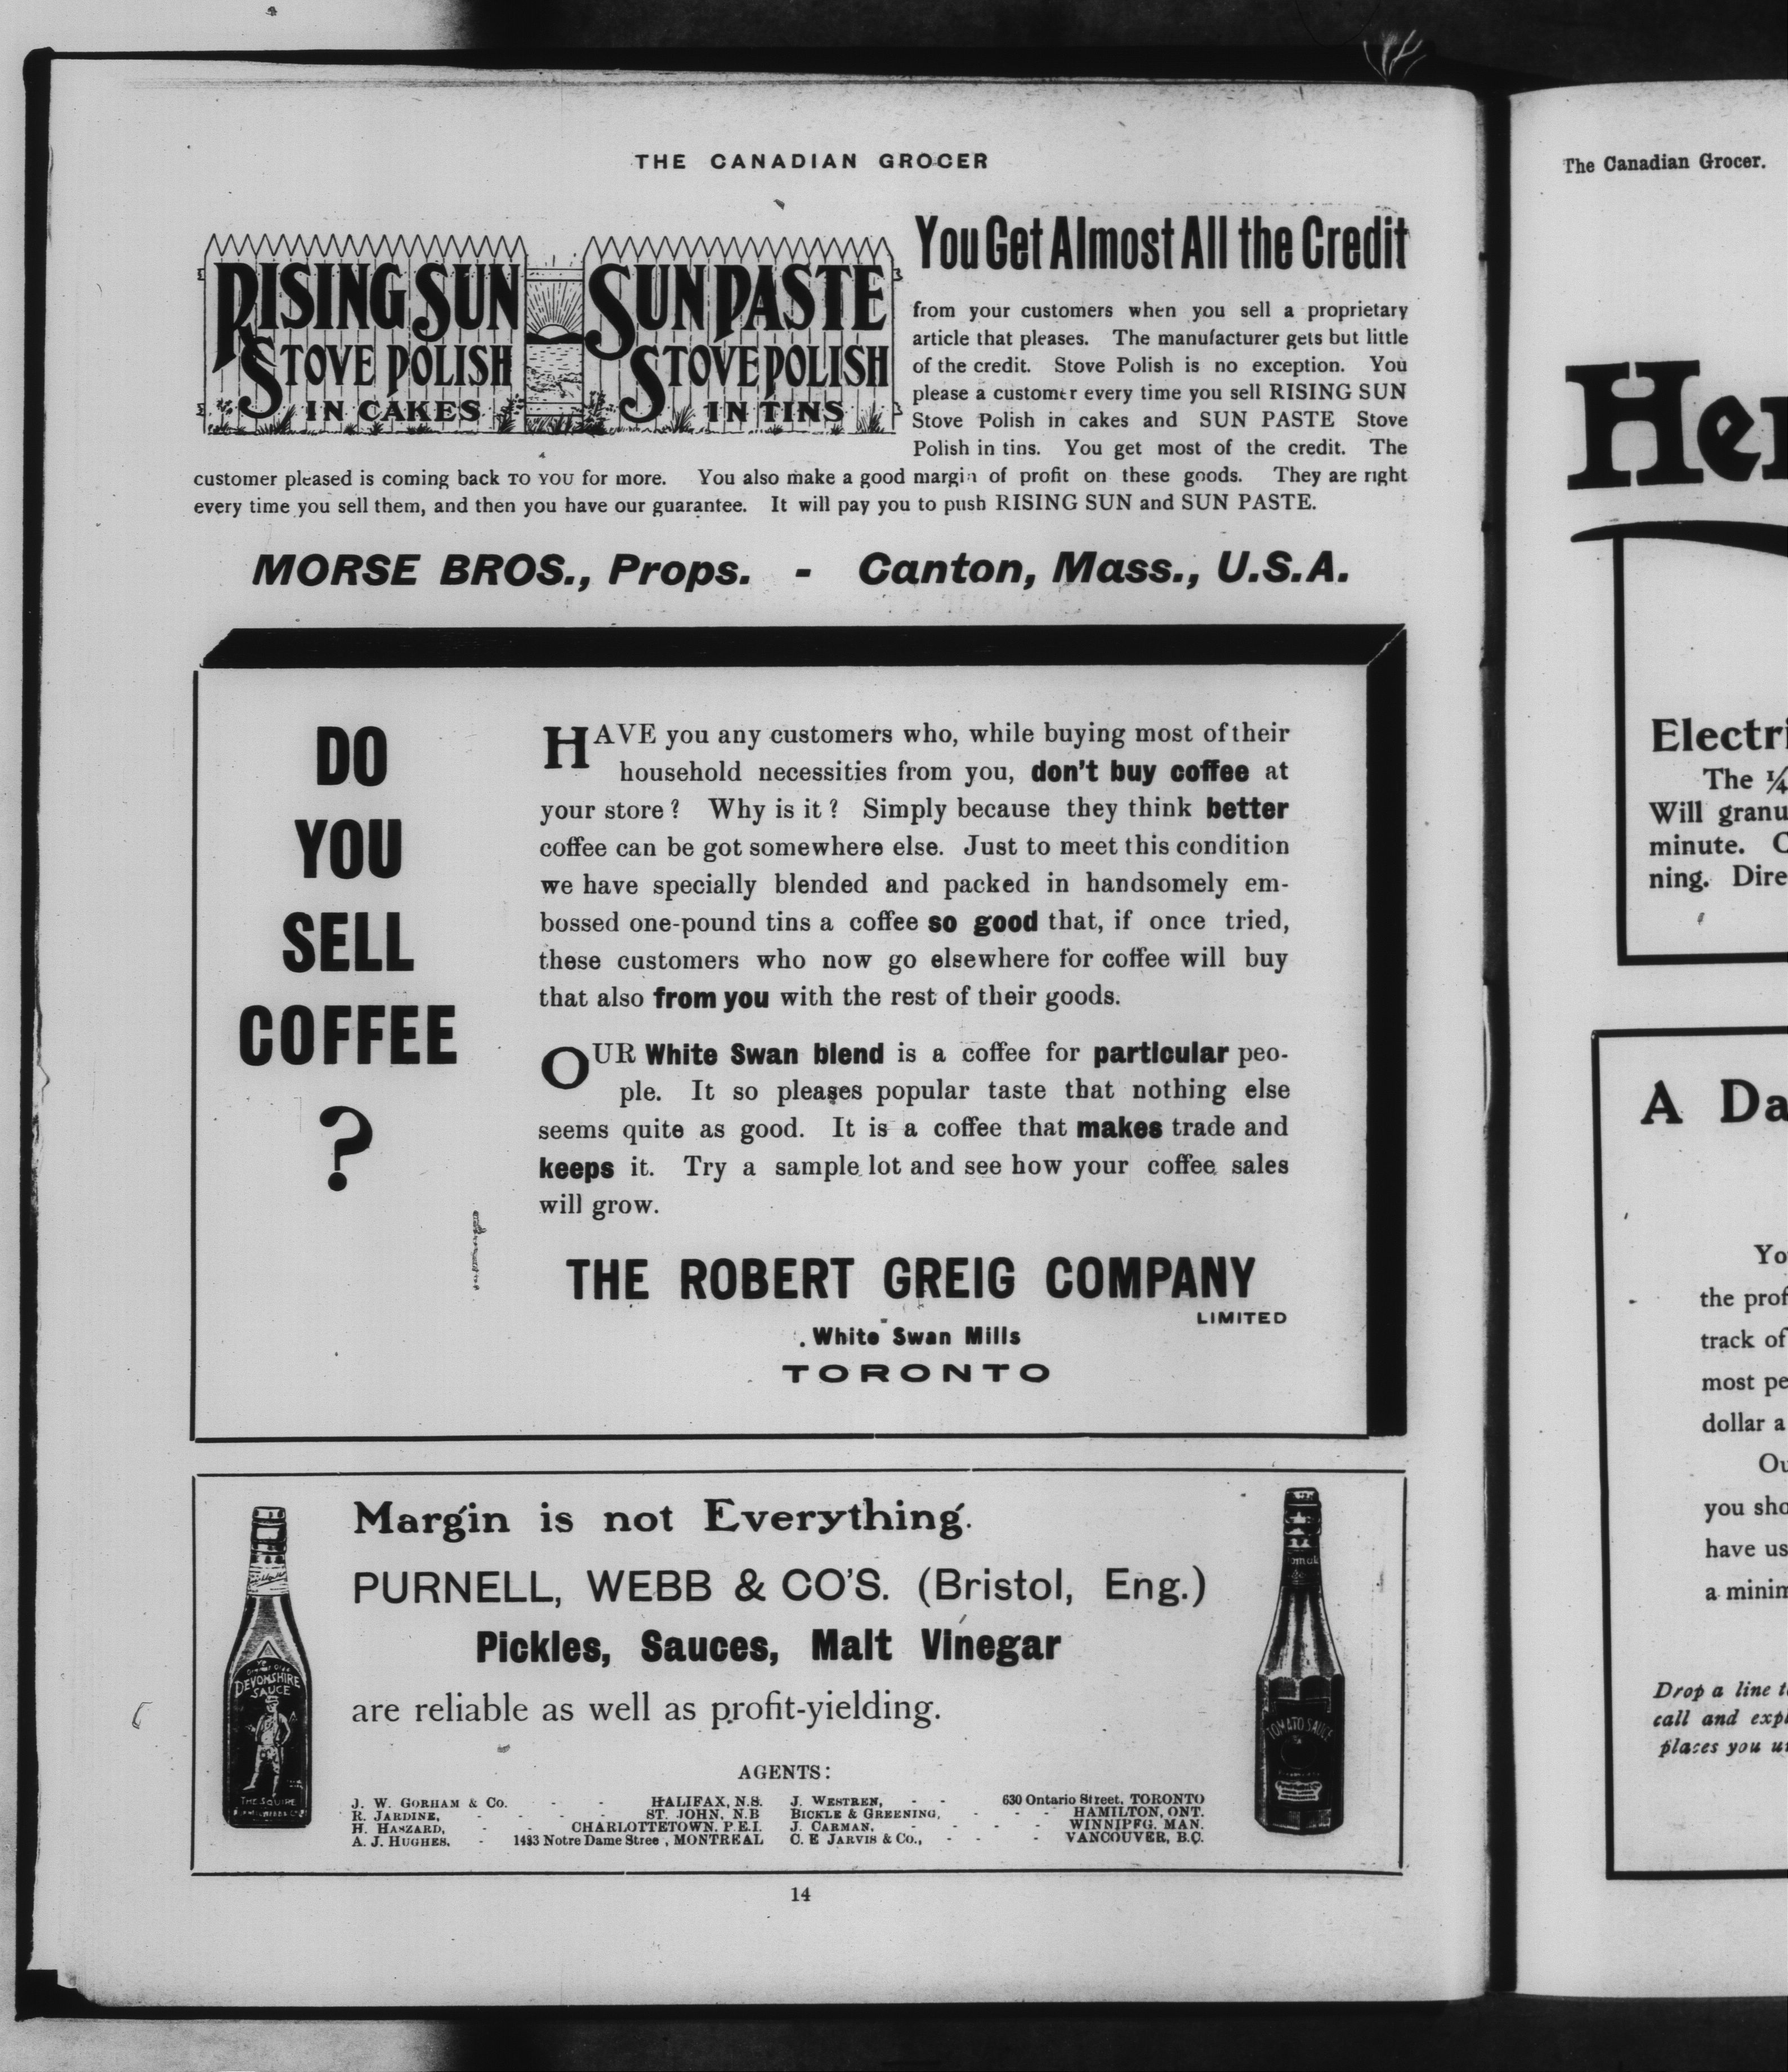 THE CANADIAN GROCER
RISING SUN
STOVE POLISH
IN CAKES
SUN PASTE
STOVE POLISH
IN TINS
You Get Almost All the Credit
from your customers when you sell a proprietary
article that pleases. The manufacturer gets but little
of the credit. Stove Polish is no exception. You
please a customer every time you sell RISING SUN
Stove Polish in cakes and SUN PASTE Stove
Polish in tins. You get most of the credit. The
customer pleased is coming back TO YOU for more. You also make a good margin of profit on these goods. They are right
every time you sell them, and then you have our guarantee. It will pay you to push RISING SUN and SUN PASTE.
MORSE BROS., Props. - Canton, Mass., U.S.A.
DO
YOU
SELL
COFFEE
?
HAVE you any customers who, while buying most of their
household necessities from you, don't buy coffee at
your store? Why is it? Simply because they think better
coffee can be got somewhere else. Just to meet this condition
we have specially blended and packed in handsomely em-
bossed one-pound tins a coffee so good that, if once tried,
these customers who now go elsewhere for coffee will buy
that also from you with the rest of their goods.
OUR White Swan blend is a coffee for particular peo-
ple. It so pleases popular taste that nothing else
seems quite as good. It is a coffee that makes trade and
keeps it. Try a sample lot and see how your coffee sales
will grow.
THE ROBERT GREIG COMPANY
LIMITED
White Swan Mills
TORONTO
Margin is not Everything.
PURNELL, WEBB & CO'S. (Bristol, Eng.)
Pickles, Sauces, Malt Vinegar
are reliable as well as profit-yielding.
DEVONSHIRE
SAUCE
THE SQUIRE
TOMATO SAUCE
AGENTS:
J. W. GORHAM & Co. - - HALIFAX, N.S.
R. JARDINE, - - - - ST. JOHN, N.B
H. HASZARD, - - CHARLOTTETOWN, P.E.I.
A. J. HUGHES, - 1483 Notre Dame Stree , MONTREAL
J. WESTREN, - - 630 Ontario Street, TORONTO
BICKLE & GREENING, - - - HAMILTON, ONT.
J. CARMAN, - - - - WINNIPEG, MAN.
C. E JARVIS & Co., - - - VANCOUVER, B.C.
14
The Canadian Grocer.
Her
Electri
The ¼
Will granu
minute. C
ning. Dire
A Da
Yo
the prof
track of
most pe
dollar a
Ou
you sho
have us
a minim
Drop a line t
call and expl
places you u